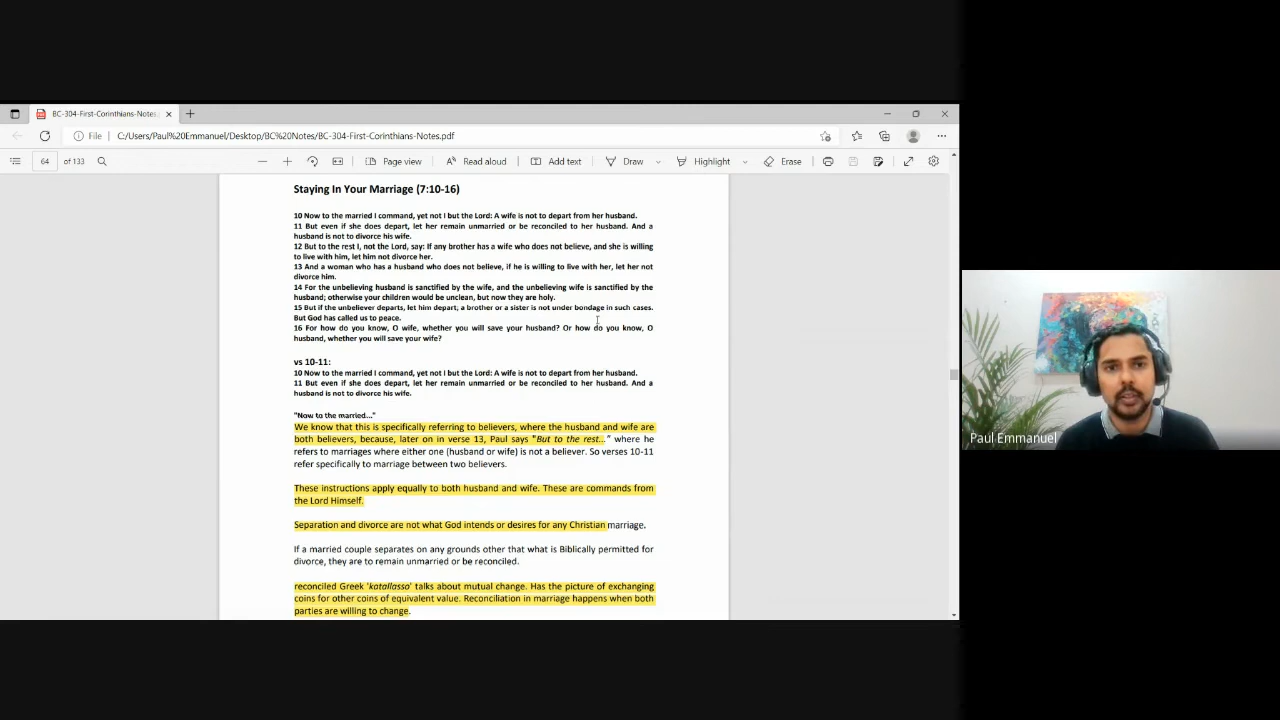 BC-304-First-Corinthians-Notes
File
C:/Users/Paul%20Emmanuel/Desktop/BC%20Notes/BC-304-First-Corinthians-Notes.pdf
64 of 133
Page view
Read aloud
Add text
Draw
Highlight
Erase
Staying In Your Marriage (7:10-16)
10 Now to the married I command, yet not I but the Lord: A wife is not to depart from her husband.
11 But even if she does depart, let her remain unmarried or be reconciled to her husband. And a
husband is not to divorce his wife.
12 But to the rest I, not the Lord, say: If any brother has a wife who does not believe, and she is willing
to live with him, let him not divorce her.
13 And a woman who has a husband who does not believe, if he is willing to live with her, let her not
divorce him.
14 For the unbelieving husband is sanctified by the wife, and the unbelieving wife is sanctified by the
husband; otherwise your children would be unclean, but now they are holy.
15 But if the unbeliever departs, let him depart; a brother or a sister is not under bondage in such cases.
But God has called us to peace.
16 For how do you know, O wife, whether you will save your husband? Or how do you know, O
husband, whether you will save your wife?
vs 10-11:
10 Now to the married I command, yet not I but the Lord: A wife is not to depart from her husband.
11 But even if she does depart, let her remain unmarried or be reconciled to her husband. And a
husband is not to divorce his wife.
"Now to the married..."
We know that this is specifically referring to believers, where the husband and wife are
both believers, because, later on in verse 13, Paul says "But to the rest..." where he
refers to marriages where either one (husband or wife) is not a believer. So verses 10-11
refer specifically to marriage between two believers.
These instructions apply equally to both husband and wife. These are commands from
the Lord Himself.
Separation and divorce are not what God intends or desires for any Christian marriage.
If a married couple separates on any grounds other that what is Biblically permitted for
divorce, they are to remain unmarried or be reconciled.
reconciled Greek 'katallasso' talks about mutual change. Has the picture of exchanging
coins for other coins of equivalent value. Reconciliation in marriage happens when both
parties are willing to change.
Paul Emmanuel